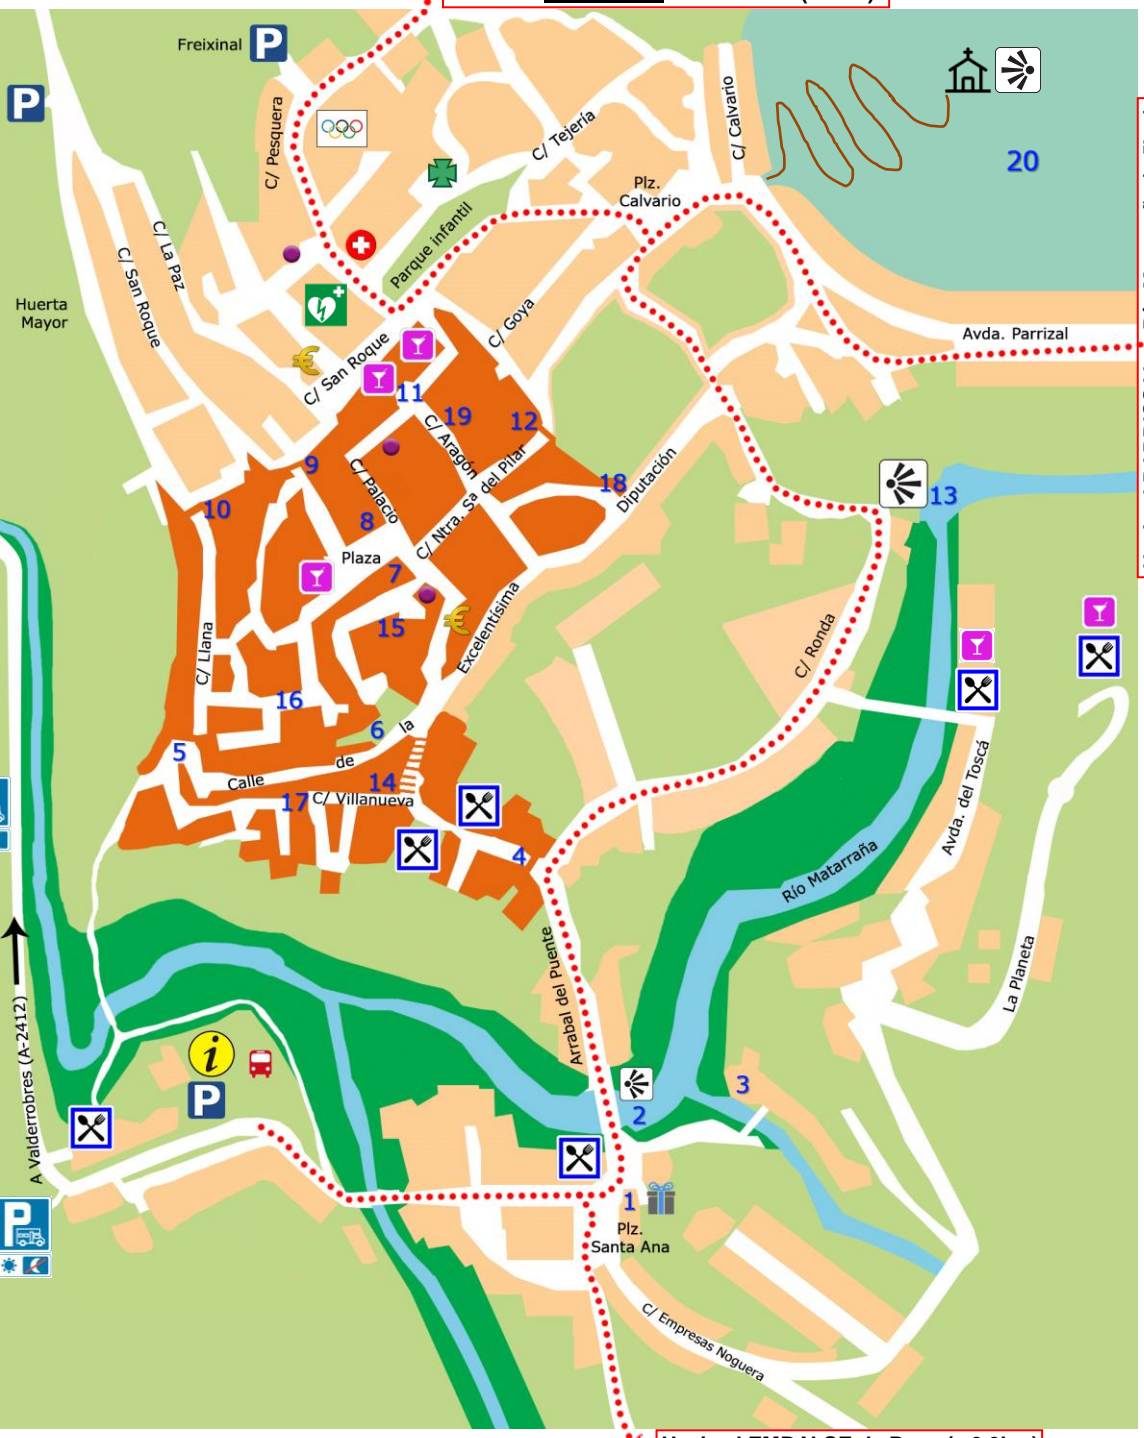 Freixinal P
P
C/ Pesquera
C/ Tejería
C/ Calvario
20
Plz.
Calvario
Parque infantil
C/ La Paz
C/ San Roque
Huerta
Mayor
C/ Goya
Avda. Parrizal
€
C/ San Roque
11
19
12
C/ Aragón
9
C/ Palacio
C/ Ntra. Sa del Pilar
18
Diputación
13
10
8
Plaza
7
15
€
Excelentísima
C/ Ronda
C/ Llana
16
6
la
de
5
Calle
14
17 C/ Villanueva
4
Avda. del Toscá
Río Matarraña
La Planeta
Arrabal del Puente
A Valderrobres (A-2412)
i
P
3
2
P
1
Plz.
Santa Ana
C/ Empresas Noguera